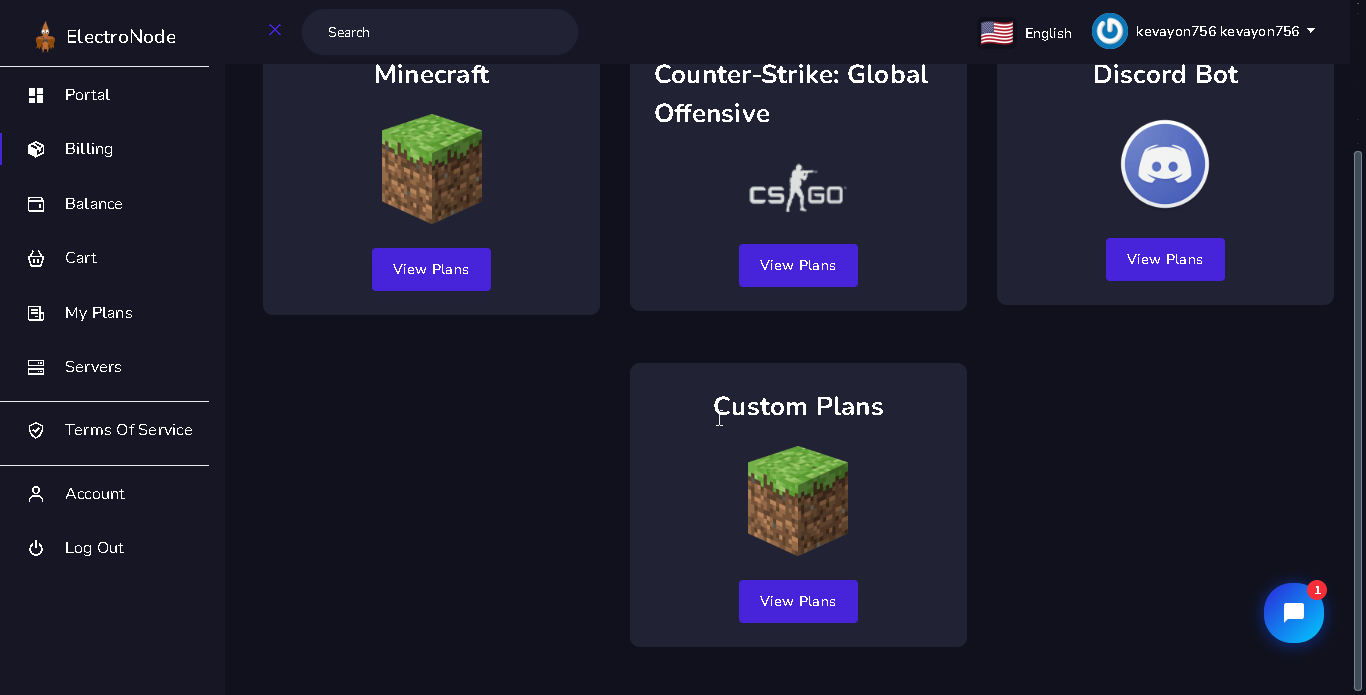 ElectroNode
Search
English
kevayon756 kevayon756
Portal
Billing
Balance
Cart
My Plans
Servers
Terms Of Service
Account
Log Out
Minecraft
View Plans
Counter-Strike: Global
Offensive
CS GO
View Plans
Discord Bot
View Plans
Custom Plans
View Plans
1